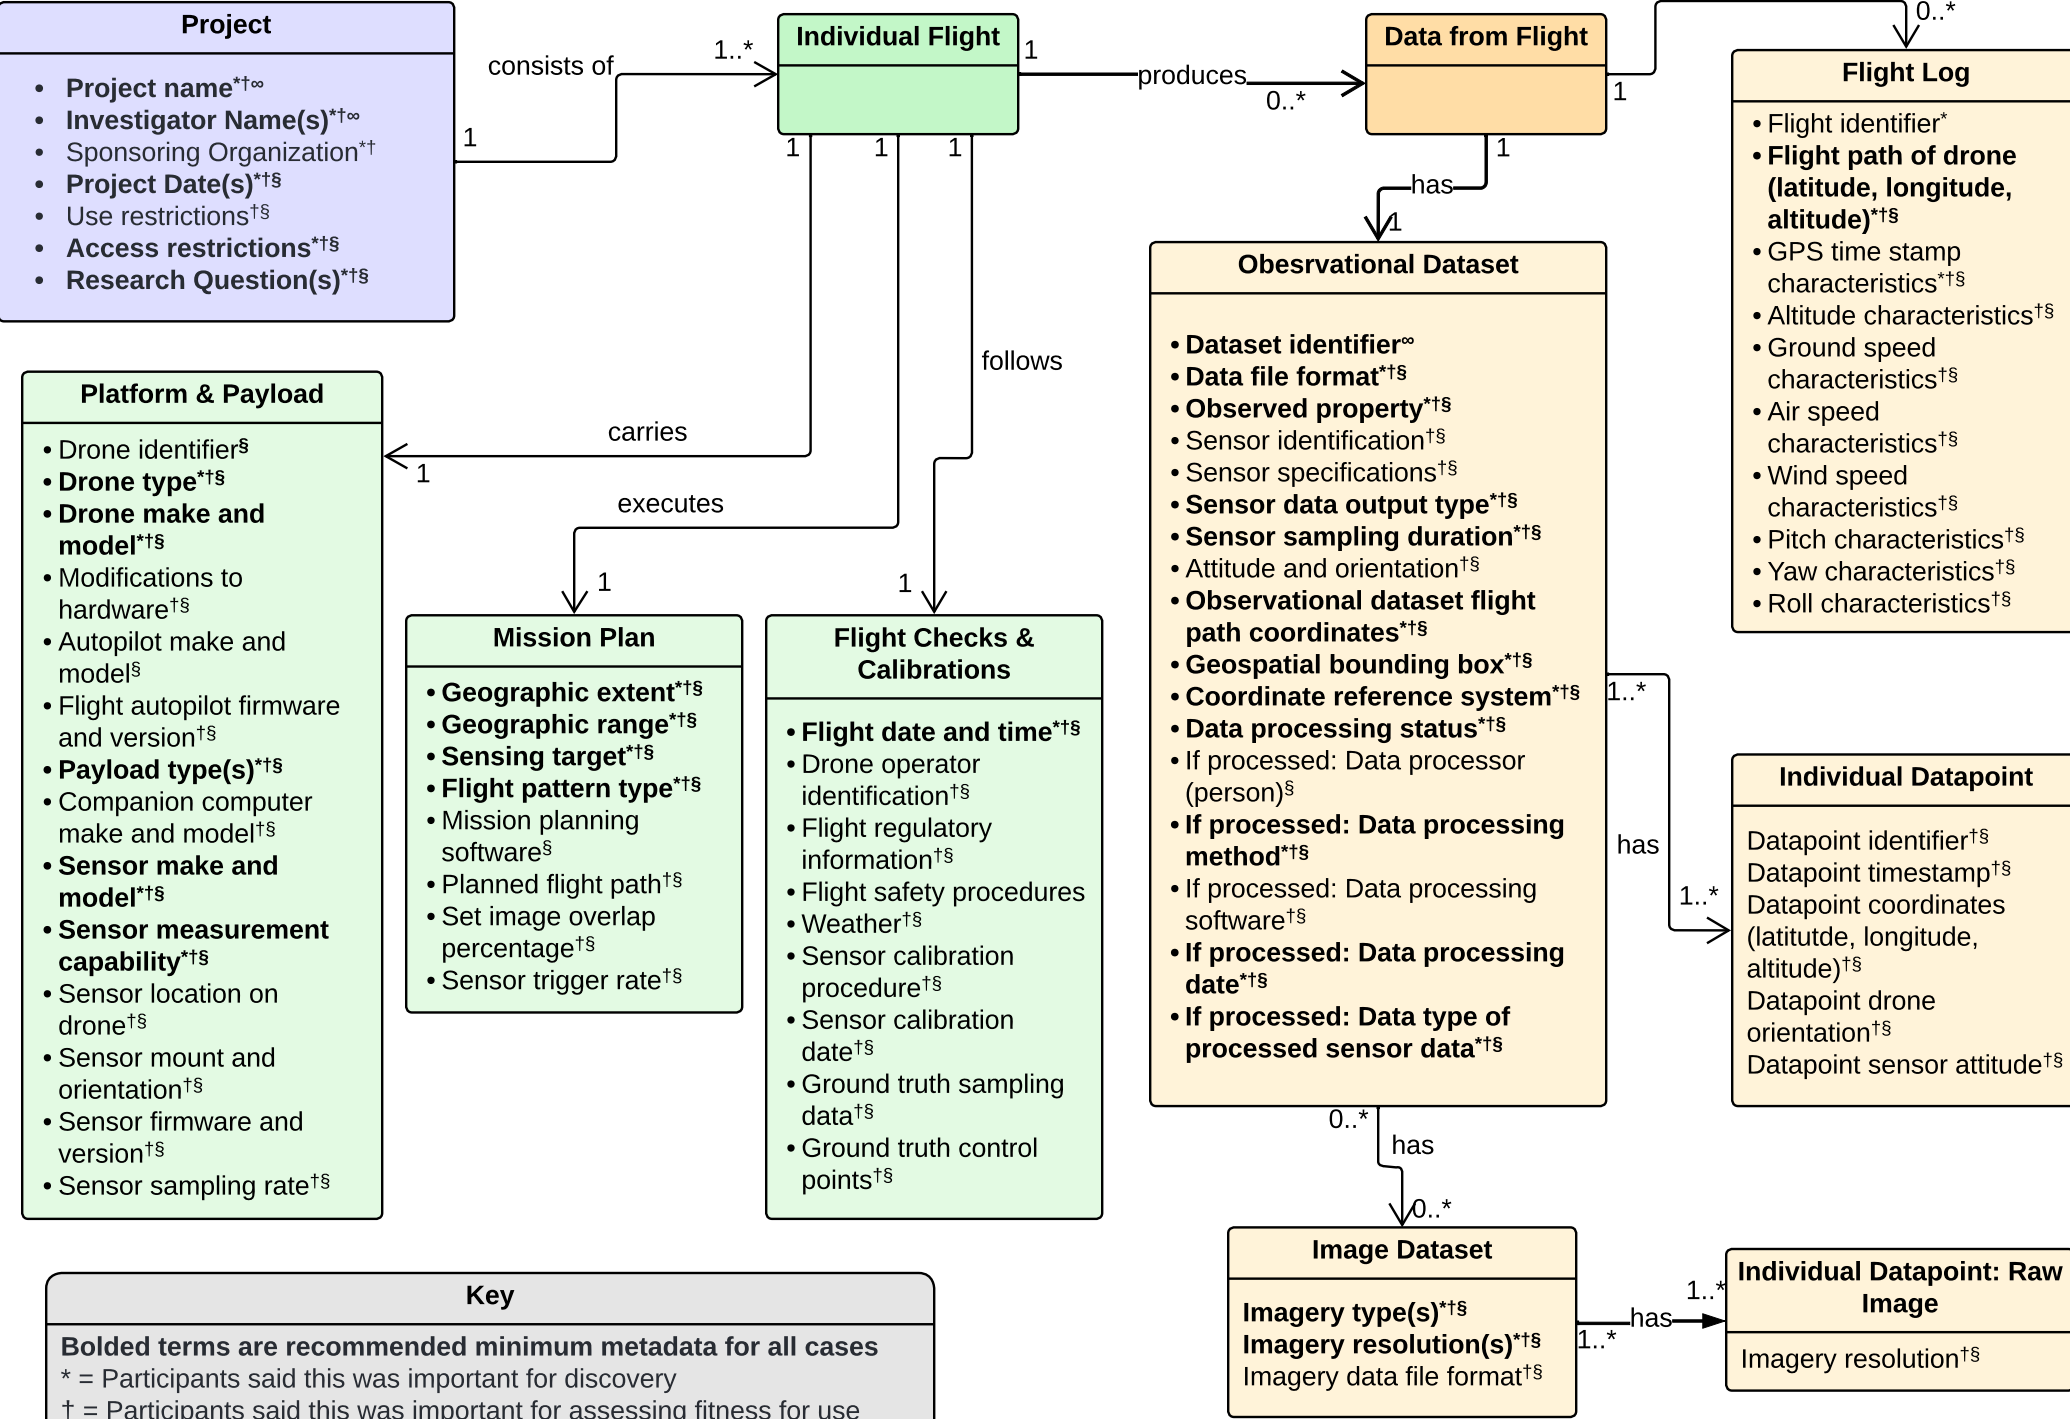 Project
• Project name*†∞
• Investigator Name(s)*†∞
• Sponsoring Organization*†
• Project Date(s)*†§
• Use restrictions†§
• Access restrictions*†§
• Research Question(s)*†§
1
consists of
1..*
Individual Flight
1
produces
0..*
Data from Flight
1
0..*
Flight Log
• Flight identifier*
• Flight path of drone
(latitude, longitude,
altitude)*†§
• GPS time stamp
characteristics*†§
• Altitude characteristics†§
• Ground speed
characteristics†§
• Air speed
characteristics†§
• Wind speed
characteristics†§
• Pitch characteristics†§
• Yaw characteristics†§
• Roll characteristics†§
1
1
1
1
has
1
follows
carries
1
executes
1
1
Platform & Payload
• Drone identifier§
• Drone type*†§
• Drone make and
model*†§
• Modifications to
hardware†§
• Autopilot make and
model§
• Flight autopilot firmware
and version†§
• Payload type(s)*†§
• Companion computer
make and model†§
• Sensor make and
model*†§
• Sensor measurement
capability*†§
• Sensor location on
drone†§
• Sensor mount and
orientation†§
• Sensor firmware and
version†§
• Sensor sampling rate†§
Mission Plan
• Geographic extent*†§
• Geographic range*†§
• Sensing target*†§
• Flight pattern type*†§
• Mission planning
software§
• Planned flight path†§
• Set image overlap
percentage†§
• Sensor trigger rate†§
Flight Checks &
Calibrations
• Flight date and time*†§
• Drone operator
identification†§
• Flight regulatory
information†§
• Flight safety procedures
• Weather†§
• Sensor calibration
procedure†§
• Sensor calibration
date†§
• Ground truth sampling
data†§
• Ground truth control
points†§
Obesrvational Dataset
• Dataset identifier∞
• Data file format*†§
• Observed property*†§
• Sensor identification†§
• Sensor specifications†§
• Sensor data output type*†§
• Sensor sampling duration*†§
• Attitude and orientation†§
• Observational dataset flight
path coordinates*†§
• Geospatial bounding box*†§
• Coordinate reference system*†§
• Data processing status*†§
• If processed: Data processor
(person)§
• If processed: Data processing
method*†§
• If processed: Data processing
software†§
• If processed: Data processing
date*†§
• If processed: Data type of
processed sensor data*†§
1..*
has
1..*
Individual Datapoint
Datapoint identifier†§
Datapoint timestamp†§
Datapoint coordinates
(latitutde, longitude,
altitude)†§
Datapoint drone
orientation†§
Datapoint sensor attitude†§
0..*
has
0..*
Image Dataset
Imagery type(s)*†§
Imagery resolution(s)*†§
Imagery data file format†§
1..*
has
1..*
Individual Datapoint: Raw
Image
Imagery resolution†§
Key
Bolded terms are recommended minimum metadata for all cases
* = Participants said this was important for discovery
† = Participants said this was important for assessing fitness for use